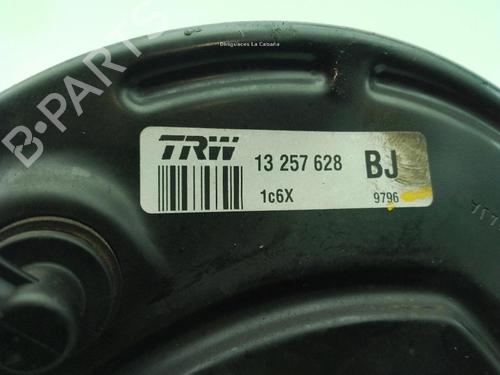 Desguaces La Cabaña
B-PARTS
TRW 13 257 628 BJ
1c6X 9796